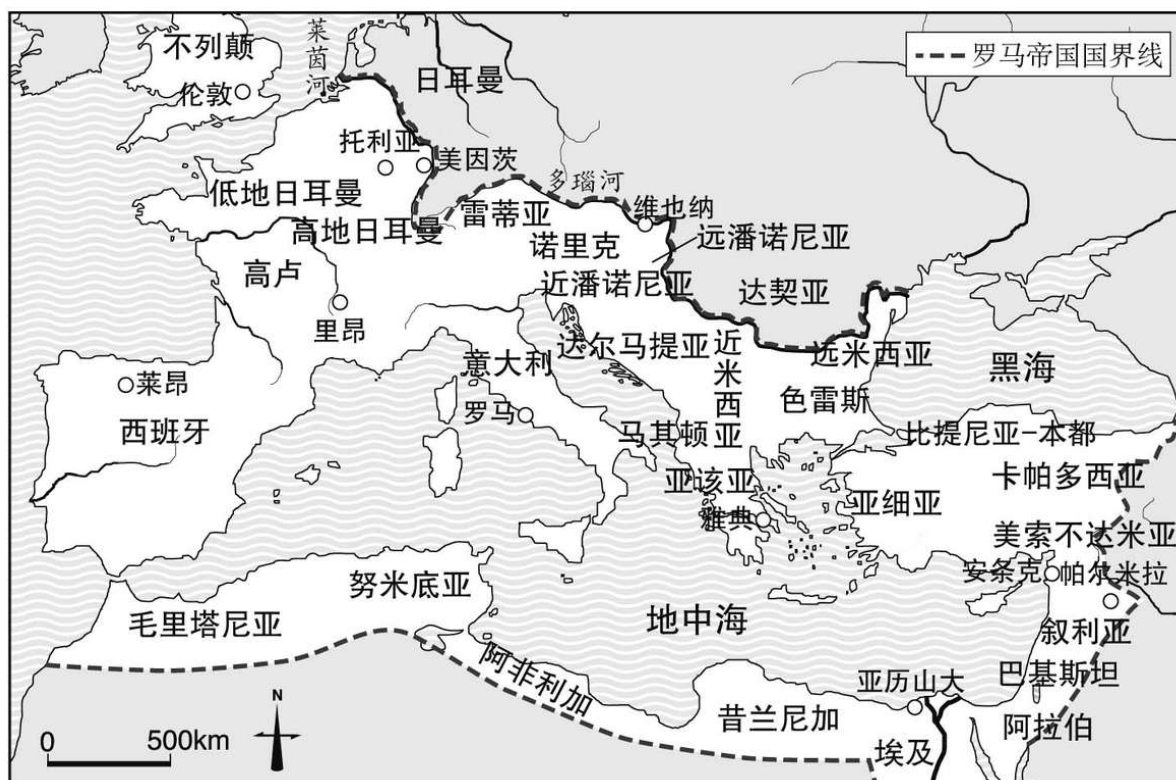 不列颠
莱茵河
罗马帝国国界线
日耳曼
伦敦
托利亚
美因茨
多瑙河
低地日耳曼
雷蒂亚
维也纳
高地日耳曼
诺里克
远潘诺尼亚
高卢
近潘诺尼亚
达契亚
里昂
达尔马提亚
近米西亚
远米西亚
意大利
黑海
莱昂
色雷斯
罗马
西班牙
马其顿
比提尼亚-本都
亚该亚
卡帕多西亚
雅典
亚细亚
美索不达米亚
努米底亚
安条克
帕尔米拉
毛里塔尼亚
地中海
叙利亚
阿非利加
巴基斯坦
亚历山大
昔兰尼加
阿拉伯
埃及
N
0 500km